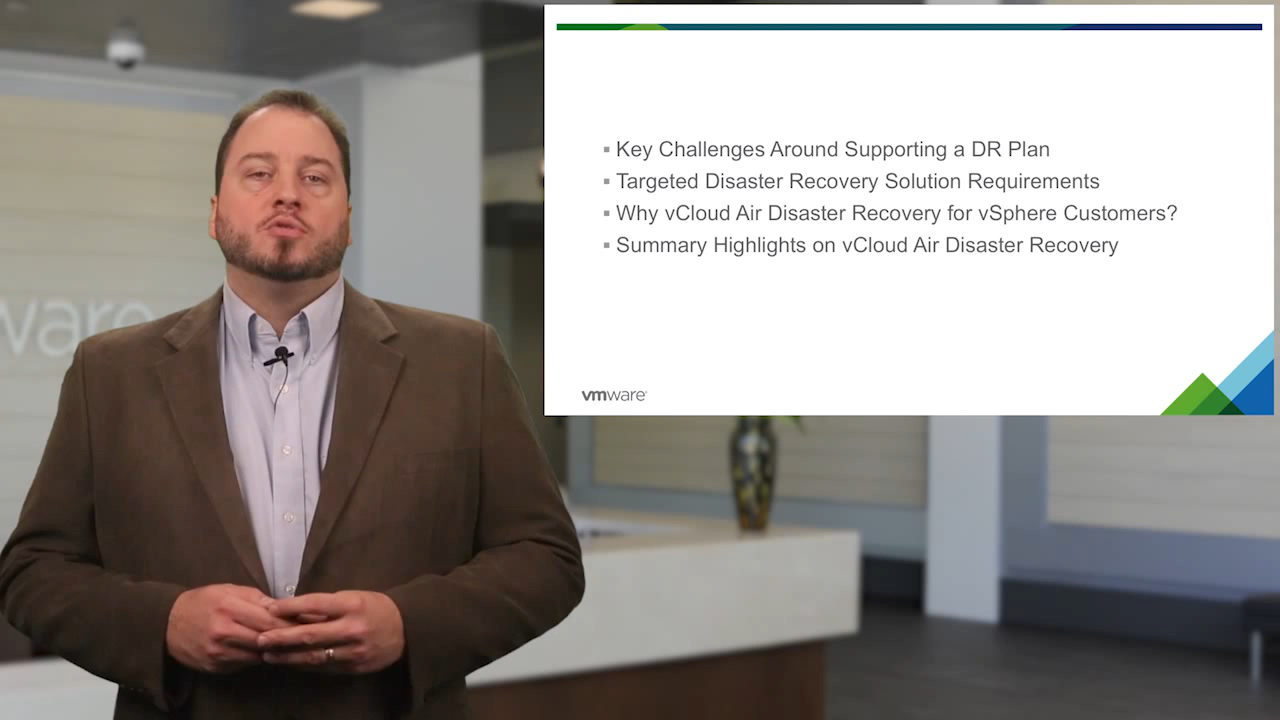 ▪ Key Challenges Around Supporting a DR Plan
▪ Targeted Disaster Recovery Solution Requirements
▪ Why vCloud Air Disaster Recovery for vSphere Customers?
▪ Summary Highlights on vCloud Air Disaster Recovery
vmware
ware